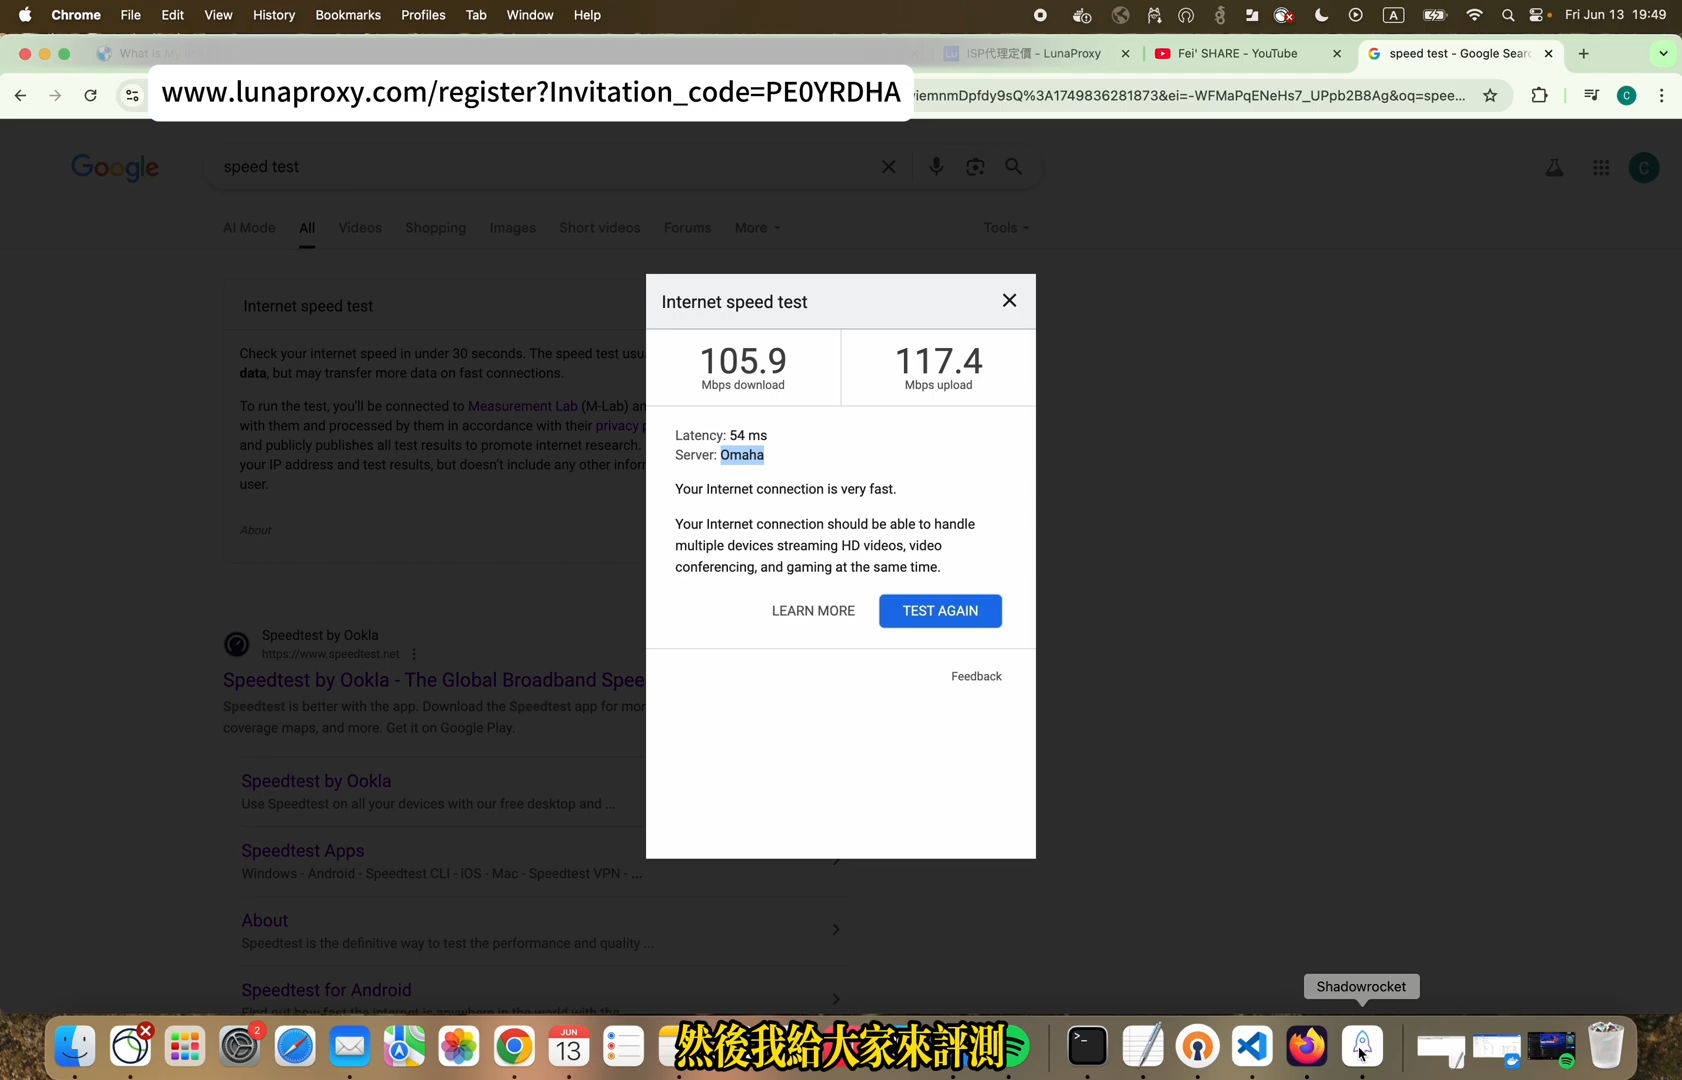 Chrome File Edit View History Bookmarks Profiles Tab Window Help
A
Fri Jun 13 19:49
What Is My
ISP代理定價 - LunaProxy
Fei' SHARE - YouTube
speed test - Google Sear
www.lunaproxy.com/register?Invitation_code=PE0YRDHA
iemnmDpfdy9sQ%3A1749836281873&ei=-WFMaPqENeHs7_UPpb2B8Ag&oq=spee...
C
Google
speed test
C
AI Mode All Videos Shopping Images Short videos Forums More Tools
Internet speed test
Check your internet speed in under 30 seconds. The speed test usu
data, but may transfer more data on fast connections.
To run the test, you'll be connected to Measurement Lab (M-Lab) an
with them and processed by them in accordance with their privacy p
and publicly publishes all test results to promote internet research.
your IP address and test results, but doesn't include any other infor
user.
About
Internet speed test
105.9
Mbps download
117.4
Mbps upload
Latency: 54 ms
Server: Omaha
Your Internet connection is very fast.
Your Internet connection should be able to handle
multiple devices streaming HD videos, video
conferencing, and gaming at the same time.
LEARN MORE
TEST AGAIN
Feedback
Speedtest by Ookla
https://www.speedtest.net
Speedtest by Ookla - The Global Broadband Spee
Speedtest is better with the app. Download the Speedtest app for mor
coverage maps, and more. Get it on Google Play.
Speedtest by Ookla
Use Speedtest on all your devices with our free desktop and ...
Speedtest Apps
Windows - Android - Speedtest CLI - iOS - Mac - Speedtest VPN - ...
About
Speedtest is the definitive way to test the performance and quality ...
Speedtest for Android
Shadowrocket
2
JUN
13
然後我給大家來評測